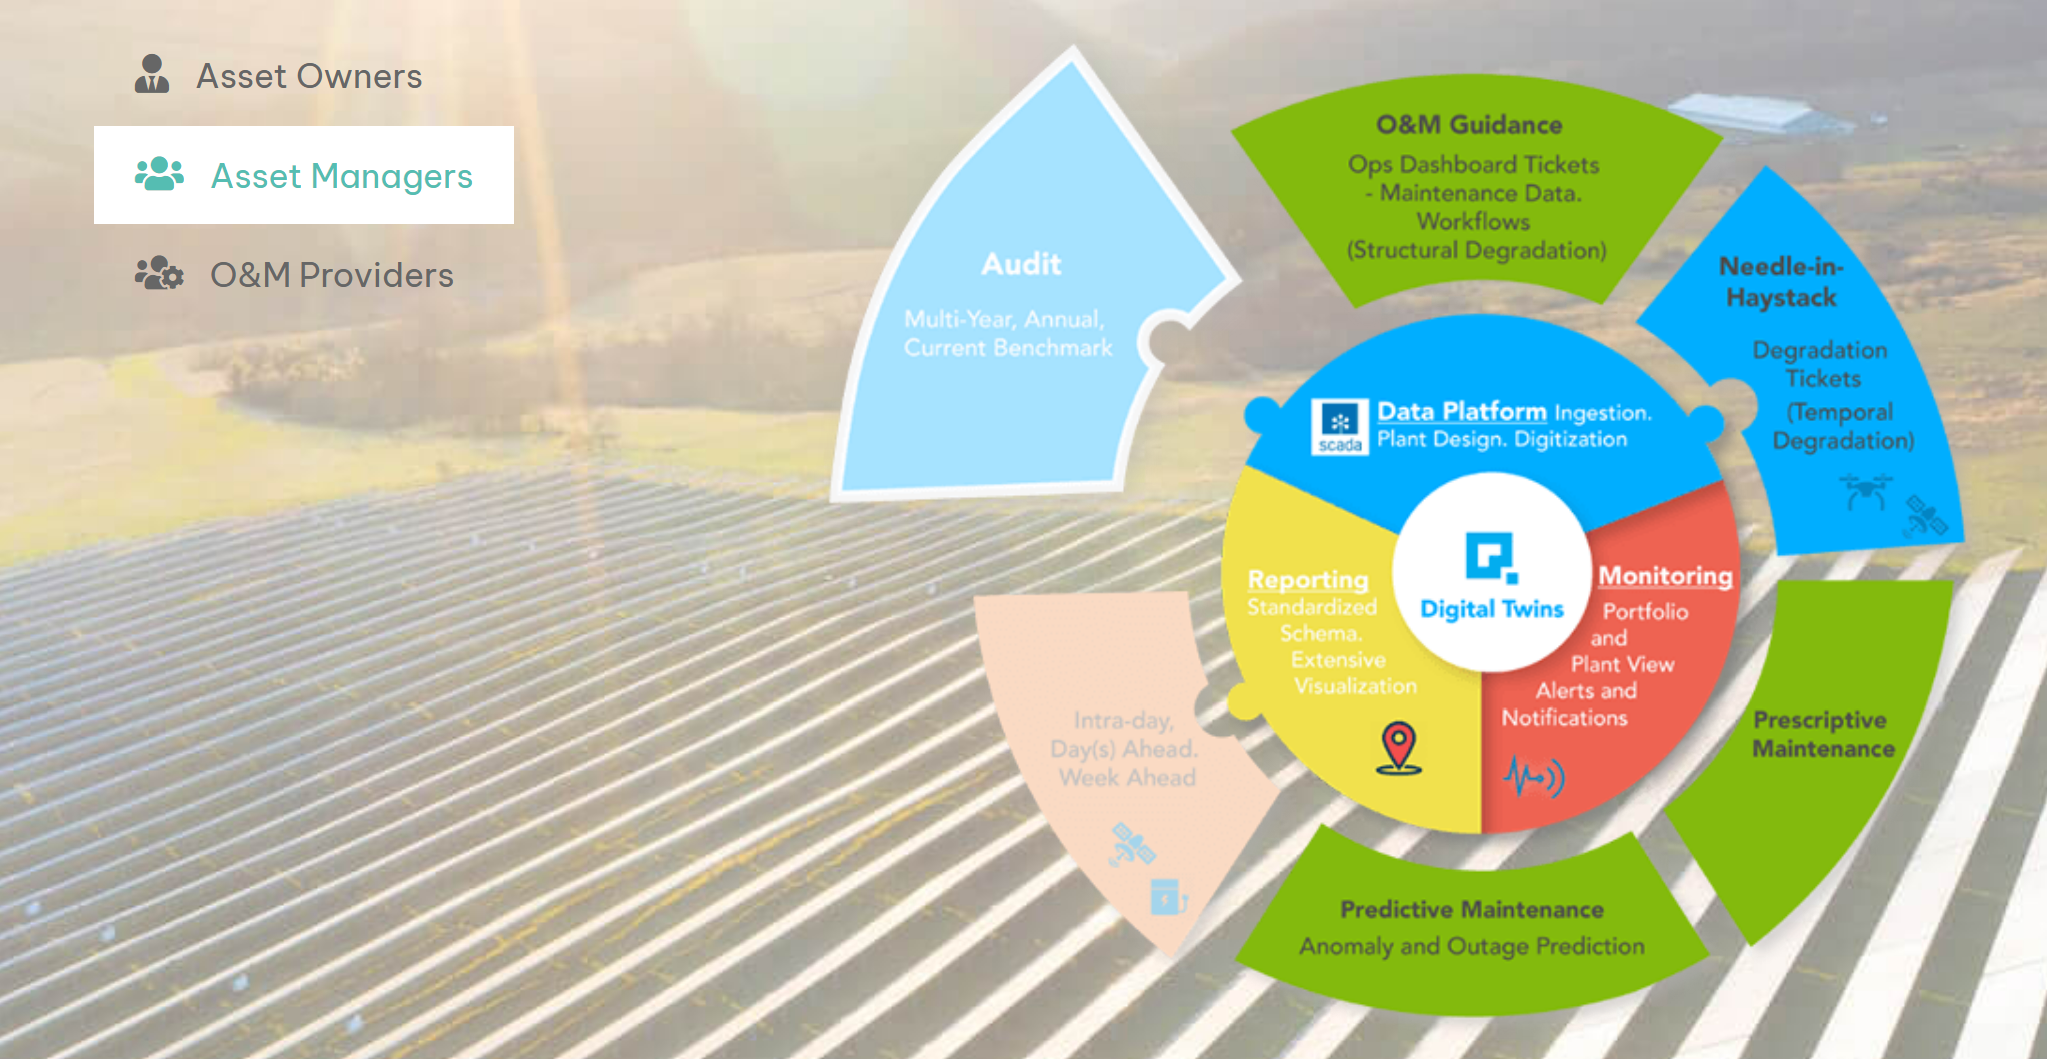 Asset Owners
Asset Managers
O&M Providers
Audit
Multi-Year, Annual,
Current Benchmark
O&M Guidance
Ops Dashboard Tickets
- Maintenance Data.
Workflows
(Structural Degradation)
Needle-in-
Haystack
Degradation
Tickets
(Temporal
Degradation)
scada
Data Platform Ingestion.
Plant Design. Digitization
Digital Twins
Reporting
Standardized
Schema.
Extensive
Visualization
Monitoring
Portfolio
and
Plant View
Alerts and
Notifications
Intra-day,
Day(s) Ahead.
Week Ahead
Prescriptive
Maintenance
Predictive Maintenance
Anomaly and Outage Prediction